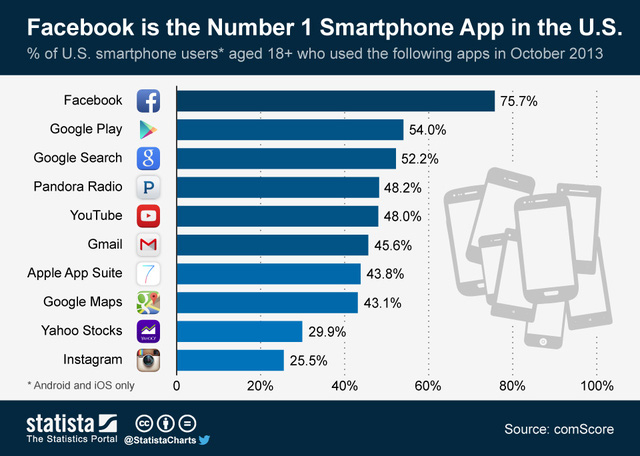 Facebook is the Number 1 Smartphone App in the U.S.
% of U.S. smartphone users* aged 18+ who used the following apps in October 2013
Facebook 75.7%
Google Play 54.0%
Google Search 8 52.2%
Pandora Radio P 48.2%
YouTube 48.0%
Gmail 45.6%
Apple App Suite 7 43.8%
Google Maps 43.1%
Yahoo Stocks YAHOO! 29.9%
Instagram 25.5%
* Android and iOS only 0 20% 40% 60% 80% 100%
statista
The Statistics Portal
cc
@StatistaCharts
Source: comScore